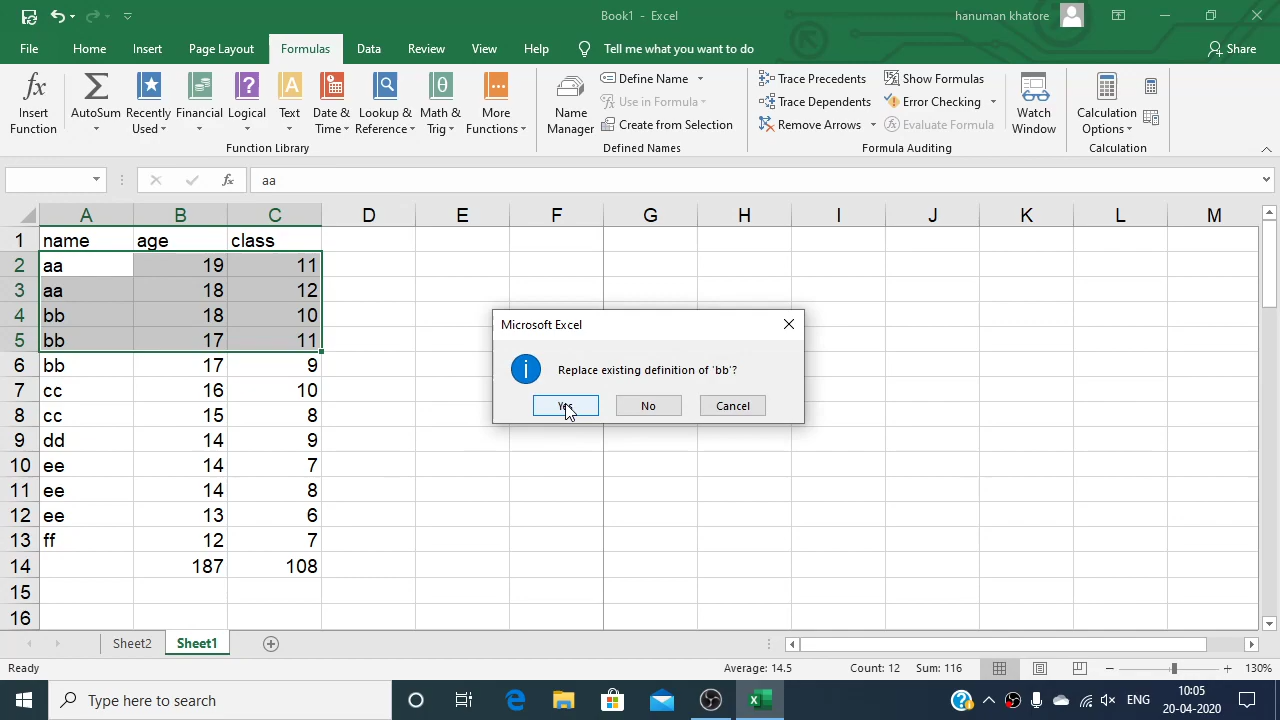 Book1 - Excel
hanuman khatore
File Home Insert Page Layout Formulas Data Review View Help Tell me what you want to do Share
fx Insert Function
Σ AutoSum
Recently Used
Financial
? Logical
A Text
Date & Time
Lookup & Reference
θ Math & Trig
More Functions
Function Library
Name Manager
Define Name
Use in Formula
Create from Selection
Defined Names
Trace Precedents
Trace Dependents
Remove Arrows
Show Formulas
Error Checking
Evaluate Formula
Formula Auditing
Watch Window
Calculation Options
Calculation
fx aa
A B C D E F G H I J K L M
1 name age class
2 aa 19 11
3 aa 18 12
4 bb 18 10
5 bb 17 11
6 bb 17 9
7 cc 16 10
8 cc 15 8
9 dd 14 9
10 ee 14 7
11 ee 14 8
12 ee 13 6
13 ff 12 7
14 187 108
15
16
Microsoft Excel
Replace existing definition of 'bb'?
Yes No Cancel
Sheet2 Sheet1
Ready Average: 14.5 Count: 12 Sum: 116 130%
Type here to search
ENG
10:05
20-04-2020